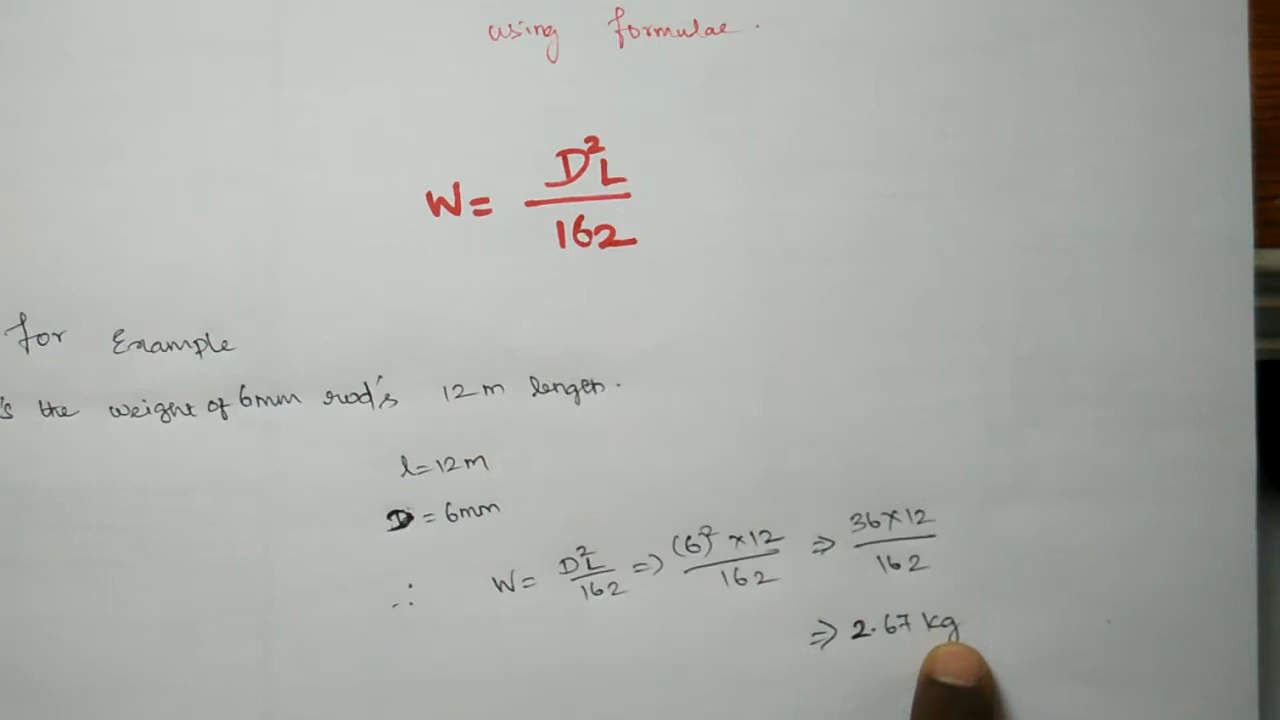 using formulae.
W = D²L / 162
For Example
's the weight of 6mm rod's 12m length.
l = 12m
D = 6mm
∴ W = D²L / 162 ⇒ (6)² × 12 / 162 ⇒ 36 × 12 / 162
⇒ 2.67 kg